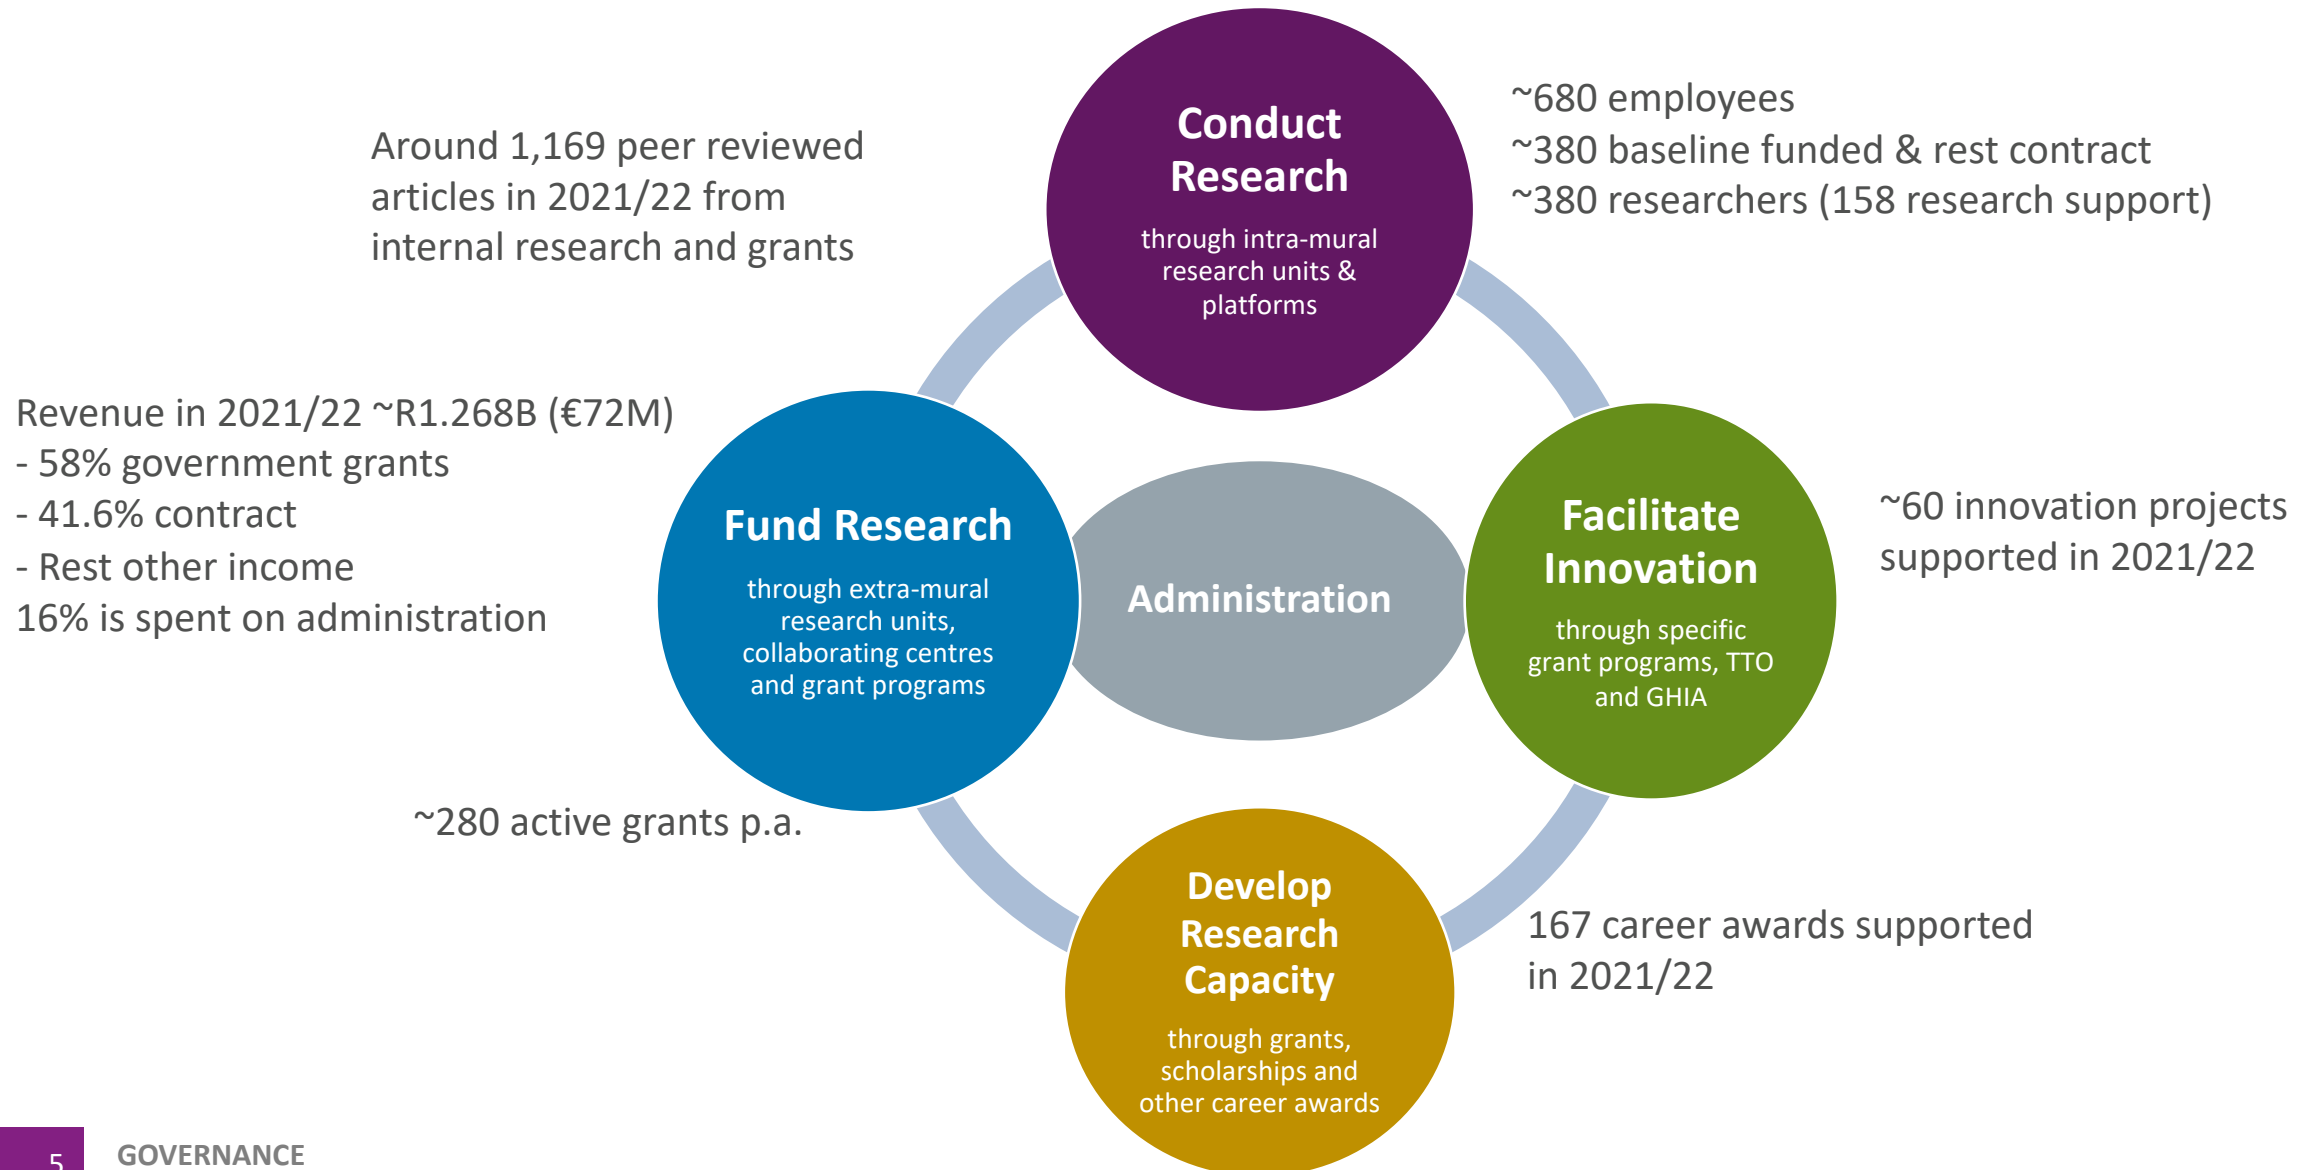 Conduct
Research
through intra-mural
research units &
platforms
~680 employees
~380 baseline funded & rest contract
~380 researchers (158 research support)
Around 1,169 peer reviewed
articles in 2021/22 from
internal research and grants
Revenue in 2021/22 ~R1.268B (€72M)
- 58% government grants
- 41.6% contract
- Rest other income
16% is spent on administration
Fund Research
through extra-mural
research units,
collaborating centres
and grant programs
Administration
Facilitate
Innovation
through specific
grant programs, TTO
and GHIA
~60 innovation projects
supported in 2021/22
~280 active grants p.a.
Develop
Research
Capacity
through grants,
scholarships and
other career awards
167 career awards supported
in 2021/22
5
GOVERNANCE